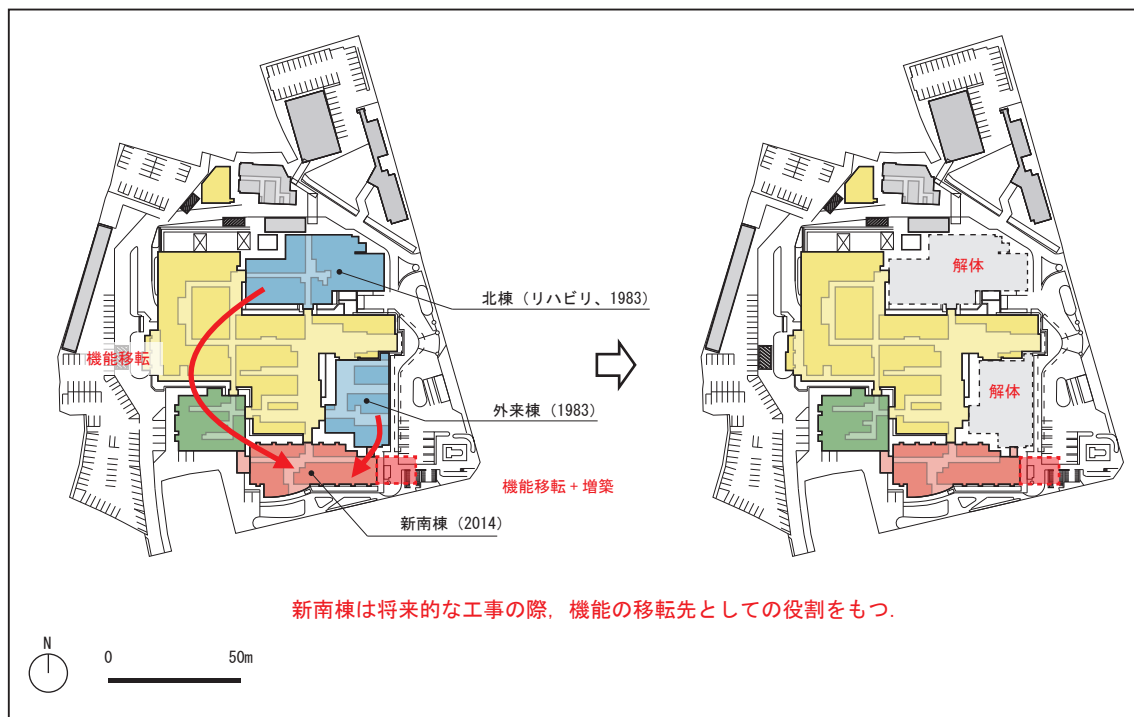 解体
北棟（リハビリ、1983）
機能移転
解体
外来棟（1983）
機能移転＋増築
新南棟（2014）
新南棟は将来的な工事の際，機能の移転先としての役割をもつ.
N
0 50m